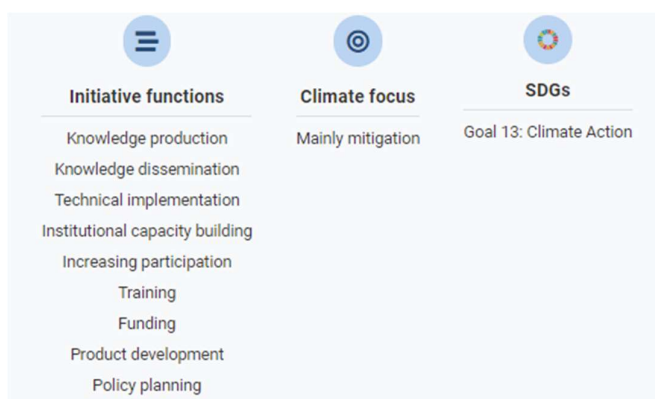 Initiative functions
Knowledge production
Knowledge dissemination
Technical implementation
Institutional capacity building
Increasing participation
Training
Funding
Product development
Policy planning
Climate focus
Mainly mitigation
SDGs
Goal 13: Climate Action